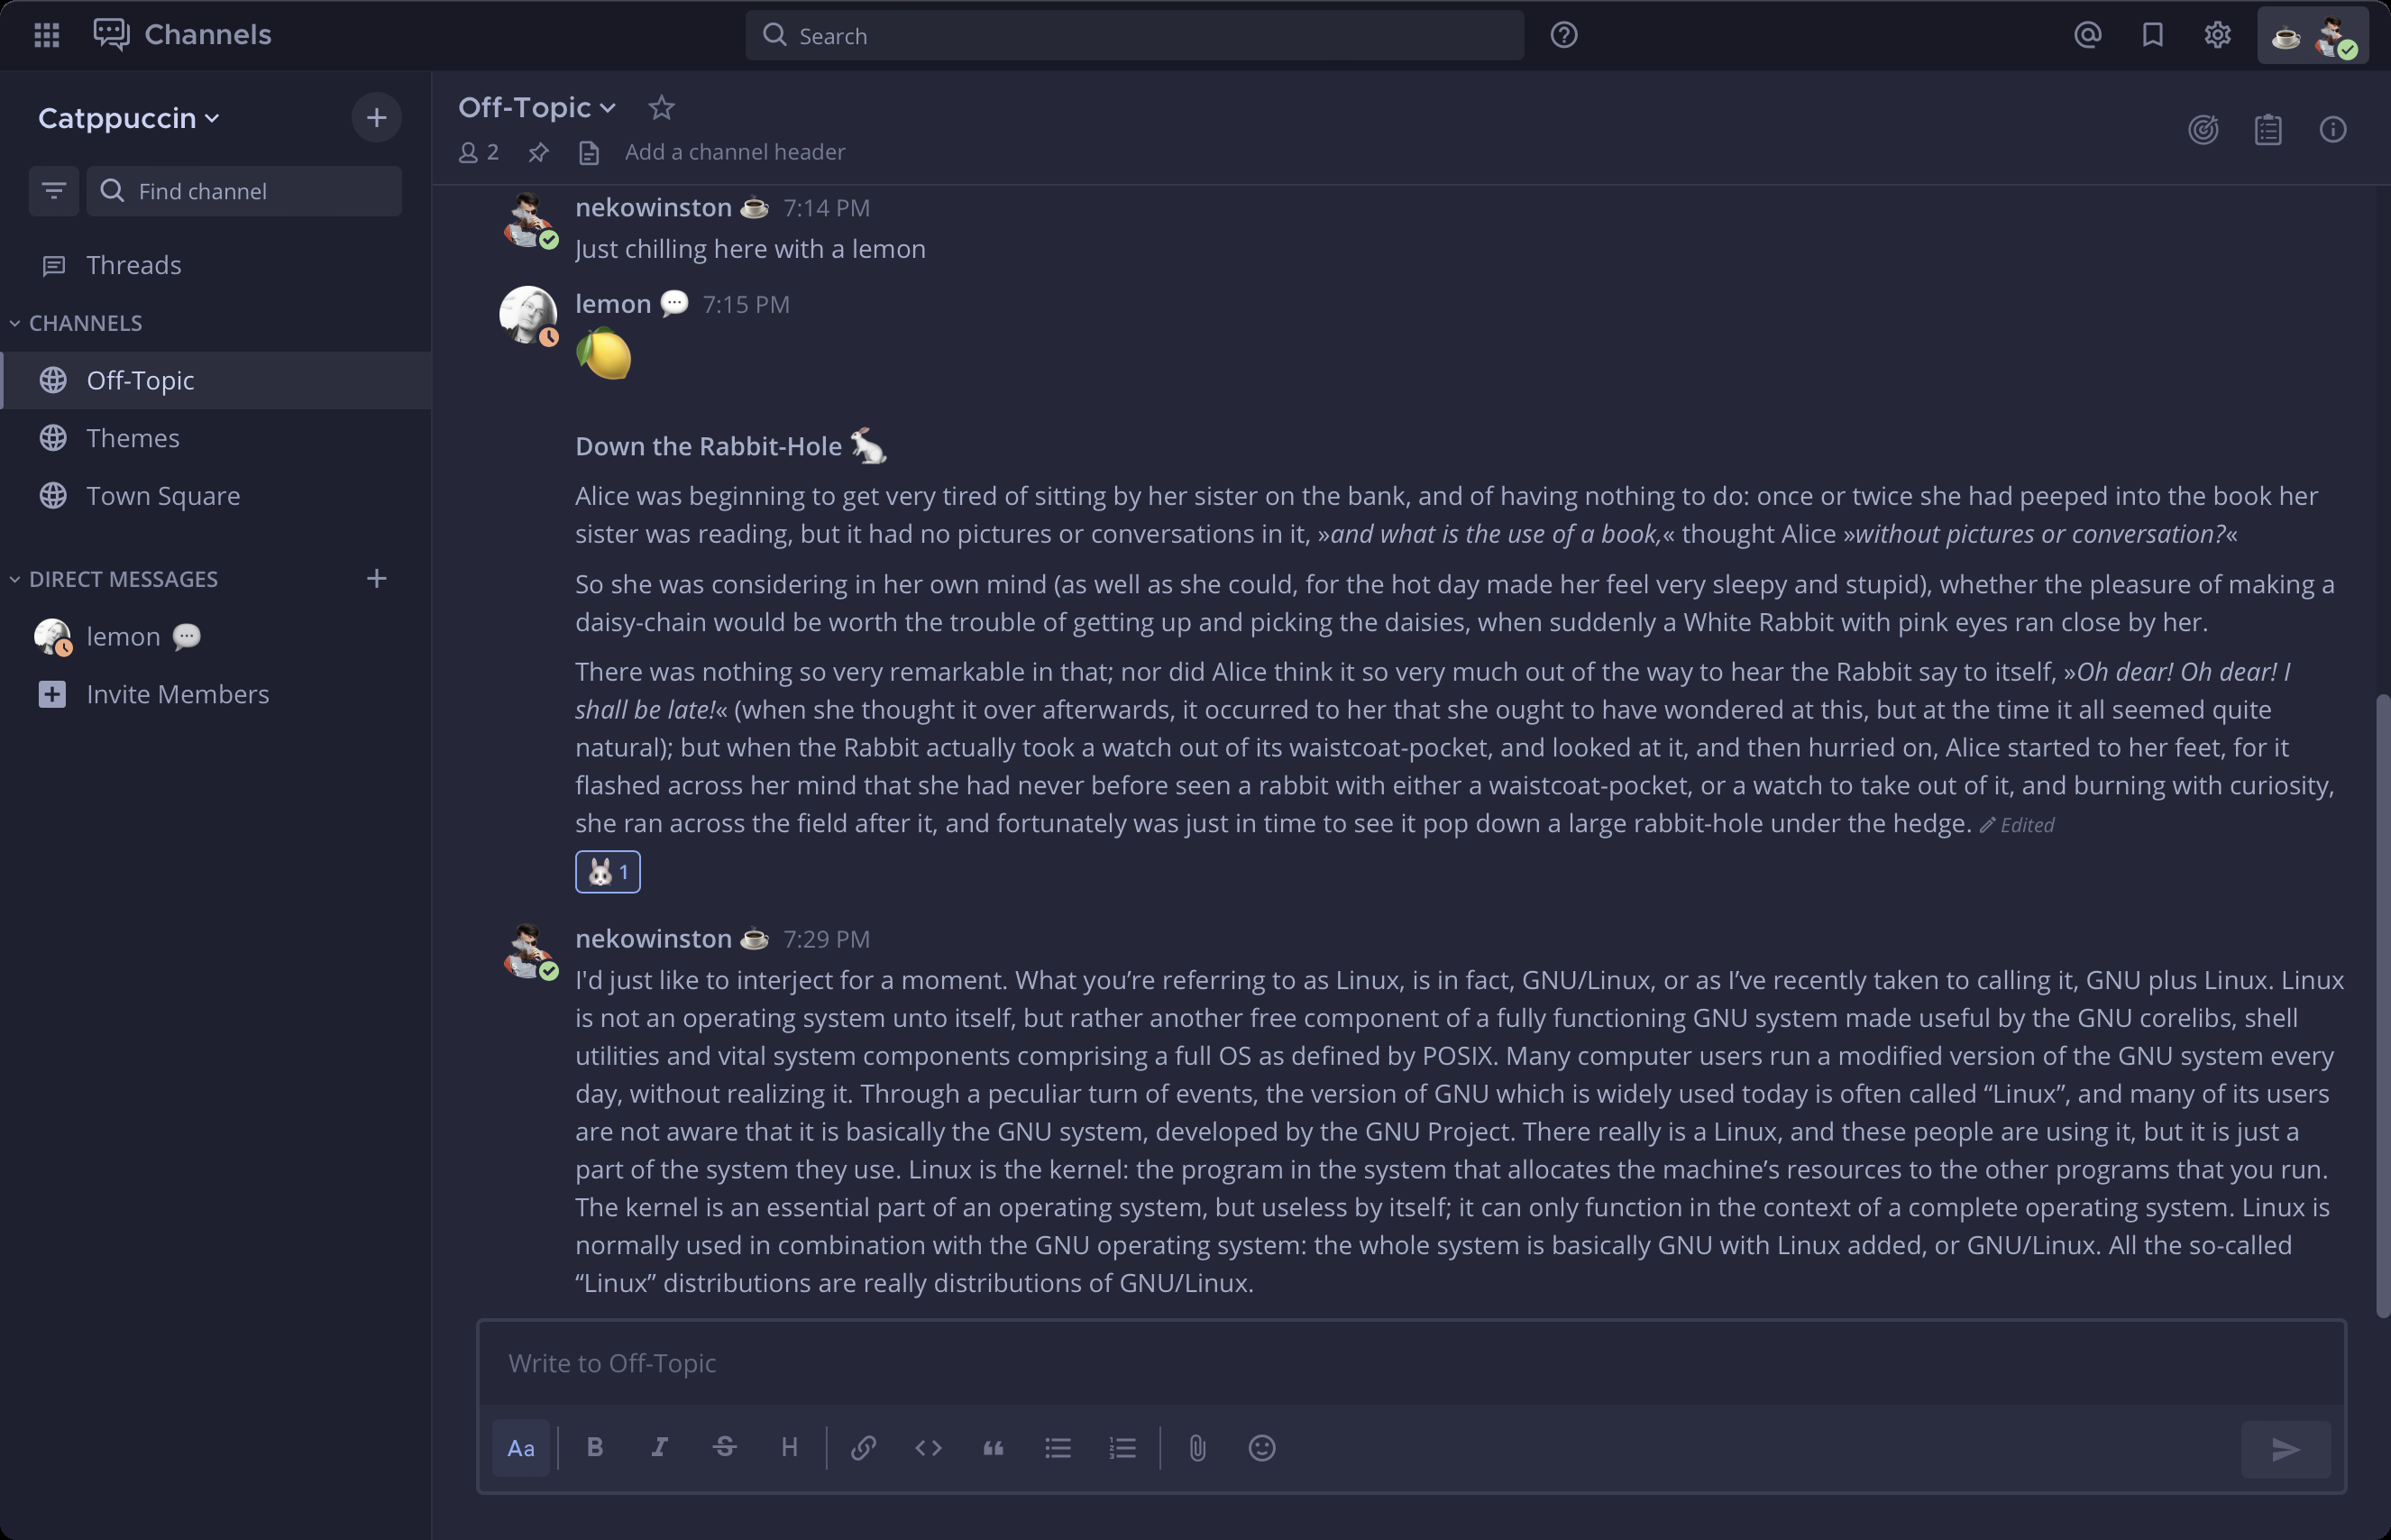 Channels
Search
Catppuccin
Find channel
Threads
CHANNELS
Off-Topic
Themes
Town Square
DIRECT MESSAGES
lemon
Invite Members
Off-Topic
2
Add a channel header
nekowinston 7:14 PM
Just chilling here with a lemon
lemon 7:15 PM
Down the Rabbit-Hole
Alice was beginning to get very tired of sitting by her sister on the bank, and of having nothing to do: once or twice she had peeped into the book her
sister was reading, but it had no pictures or conversations in it, »and what is the use of a book,« thought Alice »without pictures or conversation?«
So she was considering in her own mind (as well as she could, for the hot day made her feel very sleepy and stupid), whether the pleasure of making a
daisy-chain would be worth the trouble of getting up and picking the daisies, when suddenly a White Rabbit with pink eyes ran close by her.
There was nothing so very remarkable in that; nor did Alice think it so very much out of the way to hear the Rabbit say to itself, »Oh dear! Oh dear! I
shall be late!« (when she thought it over afterwards, it occurred to her that she ought to have wondered at this, but at the time it all seemed quite
natural); but when the Rabbit actually took a watch out of its waistcoat-pocket, and looked at it, and then hurried on, Alice started to her feet, for it
flashed across her mind that she had never before seen a rabbit with either a waistcoat-pocket, or a watch to take out of it, and burning with curiosity,
she ran across the field after it, and fortunately was just in time to see it pop down a large rabbit-hole under the hedge. Edited
1
nekowinston 7:29 PM
I'd just like to interject for a moment. What you’re referring to as Linux, is in fact, GNU/Linux, or as I’ve recently taken to calling it, GNU plus Linux. Linux
is not an operating system unto itself, but rather another free component of a fully functioning GNU system made useful by the GNU corelibs, shell
utilities and vital system components comprising a full OS as defined by POSIX. Many computer users run a modified version of the GNU system every
day, without realizing it. Through a peculiar turn of events, the version of GNU which is widely used today is often called “Linux”, and many of its users
are not aware that it is basically the GNU system, developed by the GNU Project. There really is a Linux, and these people are using it, but it is just a
part of the system they use. Linux is the kernel: the program in the system that allocates the machine’s resources to the other programs that you run.
The kernel is an essential part of an operating system, but useless by itself; it can only function in the context of a complete operating system. Linux is
normally used in combination with the GNU operating system: the whole system is basically GNU with Linux added, or GNU/Linux. All the so-called
“Linux” distributions are really distributions of GNU/Linux.
Write to Off-Topic
Aa B I S H